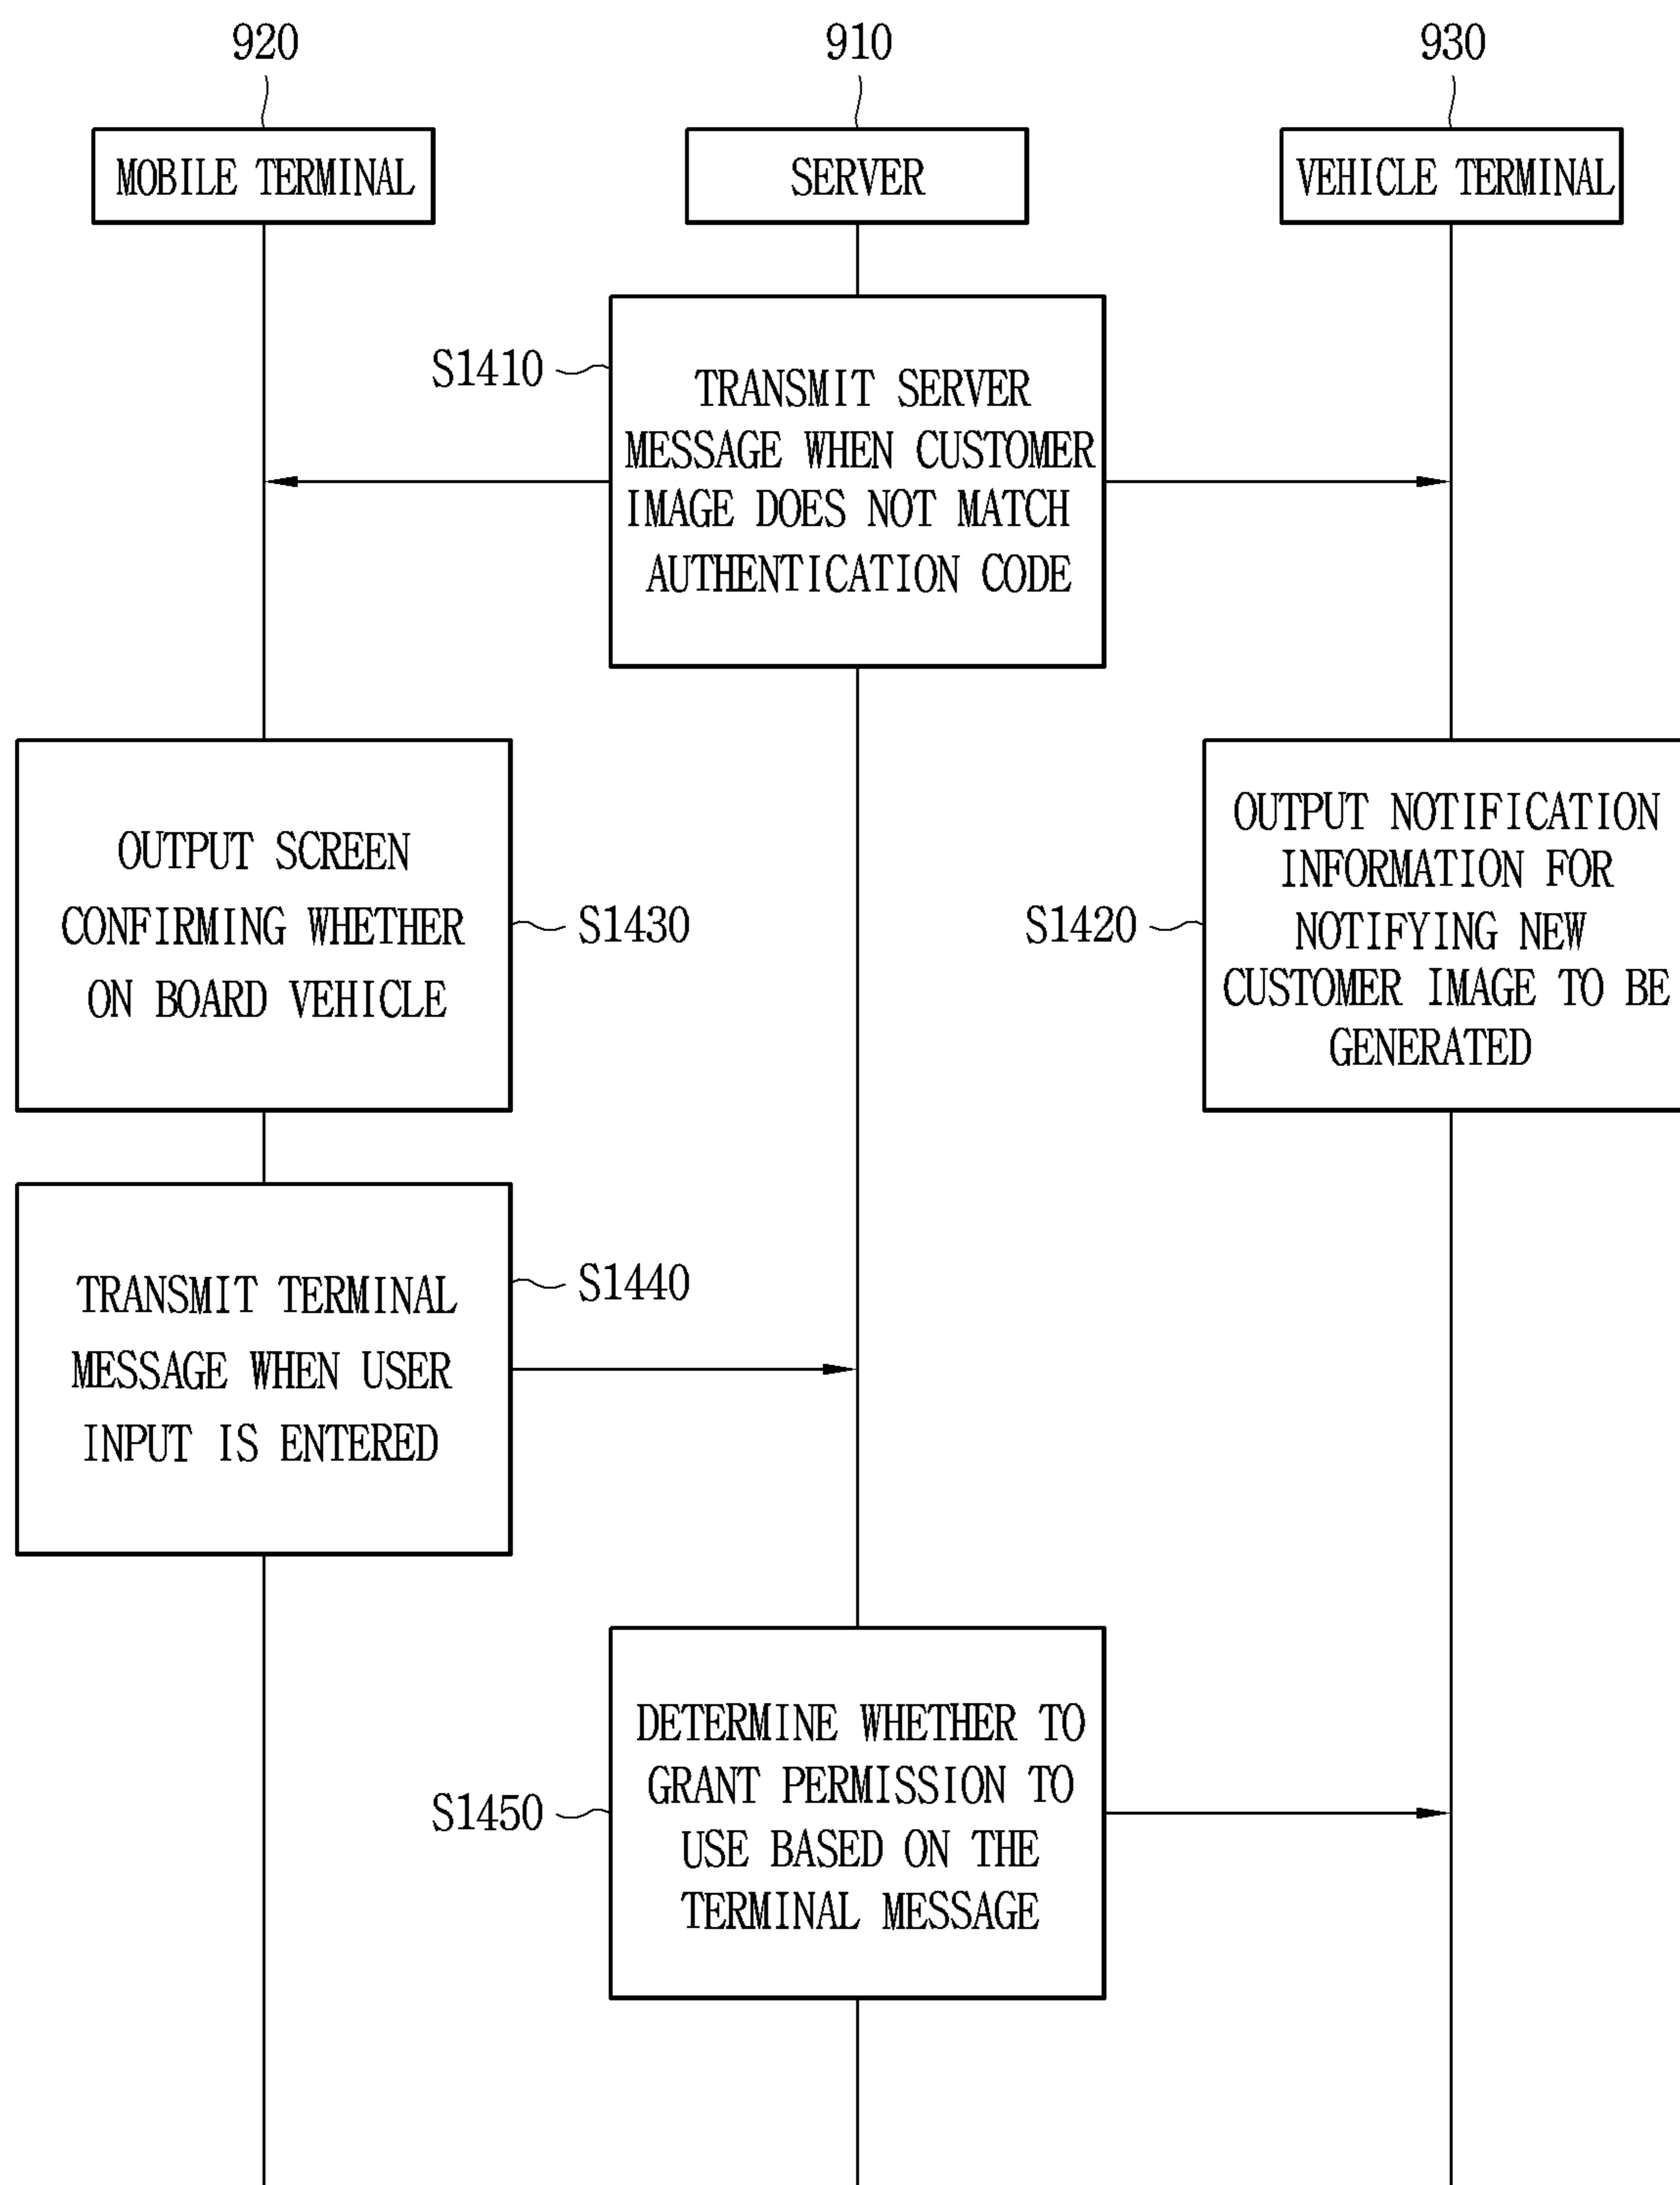 920
910
930
MOBILE TERMINAL
SERVER
VEHICLE TERMINAL
S1410
TRANSMIT SERVER
MESSAGE WHEN CUSTOMER
IMAGE DOES NOT MATCH
AUTHENTICATION CODE
OUTPUT SCREEN
CONFIRMING WHETHER
ON BOARD VEHICLE
S1430
S1420
OUTPUT NOTIFICATION
INFORMATION FOR
NOTIFYING NEW
CUSTOMER IMAGE TO BE
GENERATED
TRANSMIT TERMINAL
MESSAGE WHEN USER
INPUT IS ENTERED
S1440
S1450
DETERMINE WHETHER TO
GRANT PERMISSION TO
USE BASED ON THE
TERMINAL MESSAGE